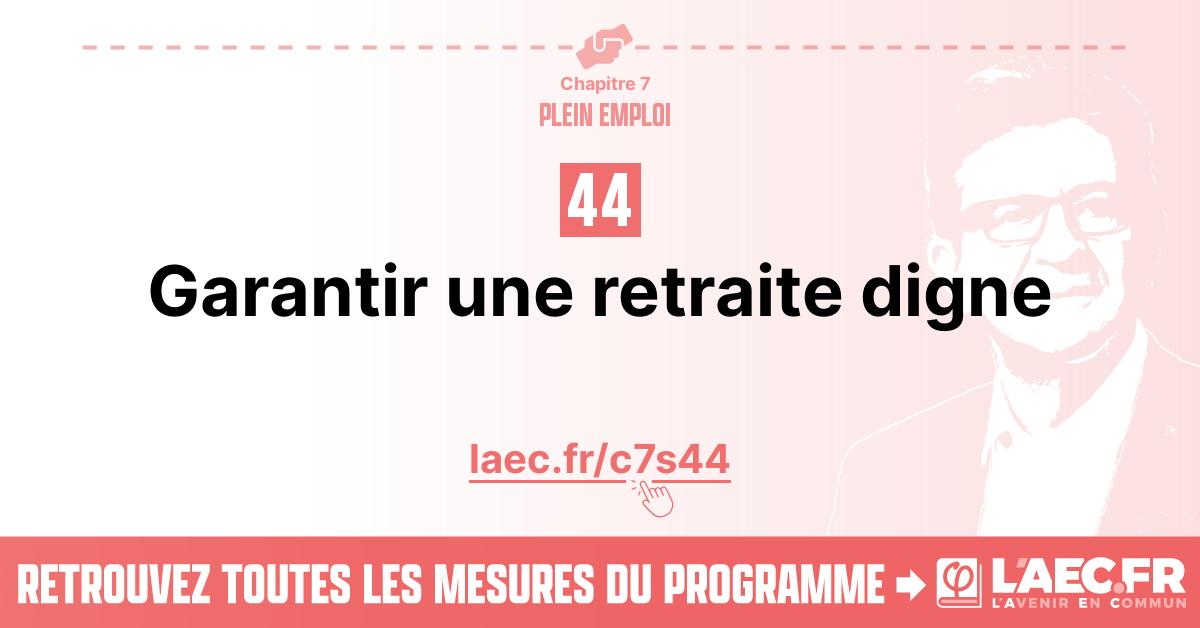 Chapitre 7
PLEIN EMPLOI
44
Garantir une retraite digne
laec.fr/c7s44
RETROUVEZ TOUTES LES MESURES DU PROGRAMME
L'AEC.FR
L'AVENIR EN COMMUN